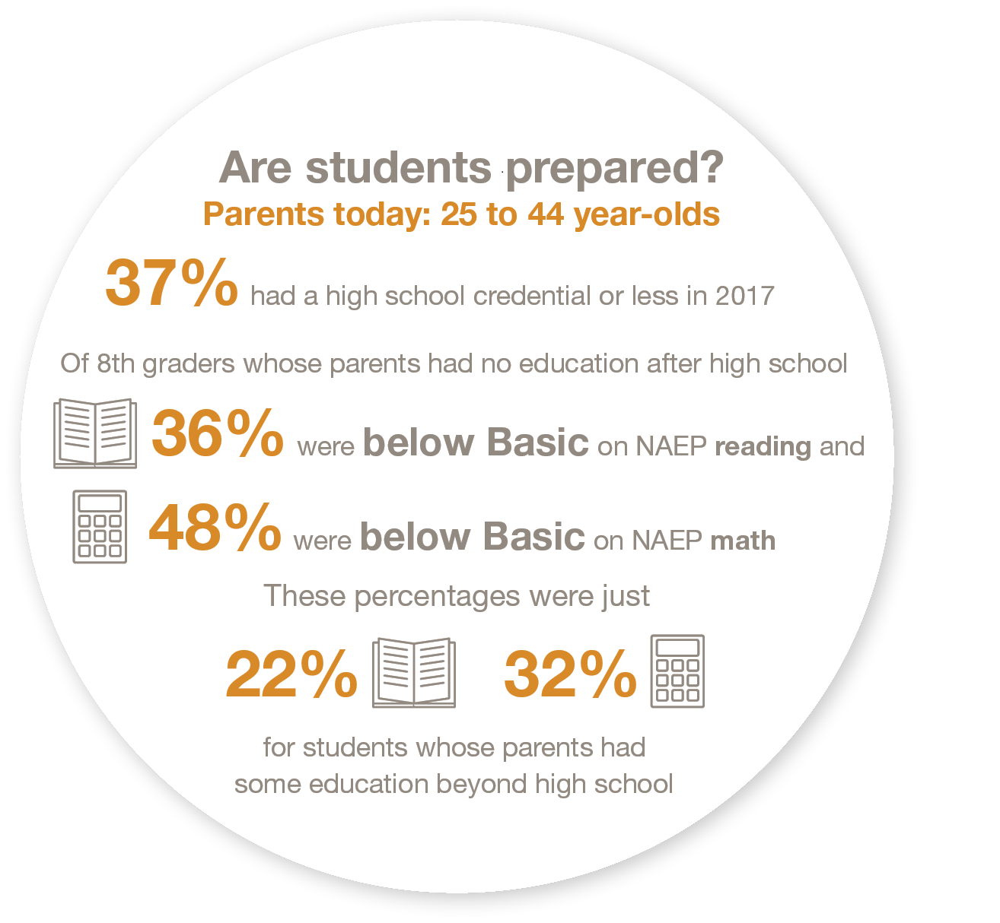 Are students prepared?
Parents today: 25 to 44 year-olds
37% had a high school credential or less in 2017
Of 8th graders whose parents had no education after high school
36% were below Basic on NAEP reading and
48% were below Basic on NAEP math
These percentages were just
22% 32%
for students whose parents had
some education beyond high school